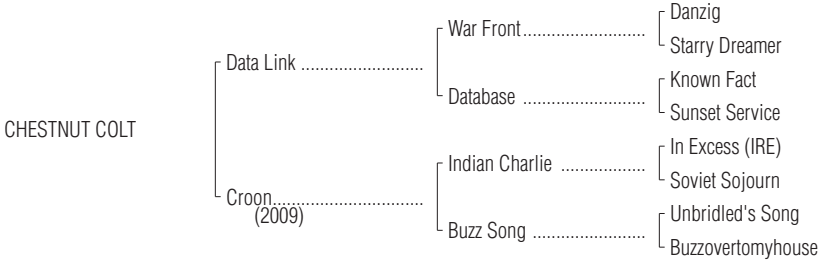 Danzig
War Front.........................
Starry Dreamer
Data Link .........................
Known Fact
Database .........................
Sunset Service
CHESTNUT COLT
In Excess (IRE)
Indian Charlie .................
Soviet Sojourn
Croon...............................
(2009)
Unbridled's Song
Buzz Song .......................
Buzzovertomyhouse